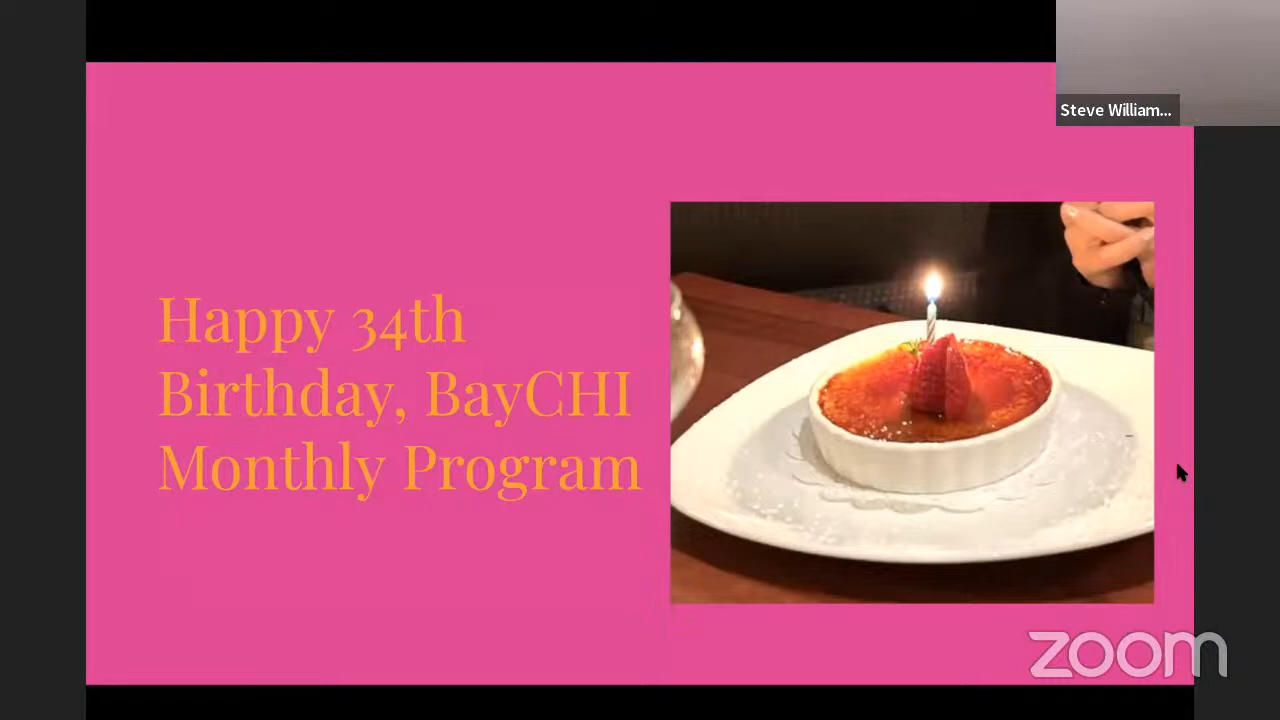 Steve William...
Happy 34th
Birthday, BayCHI
Monthly Program
zoom